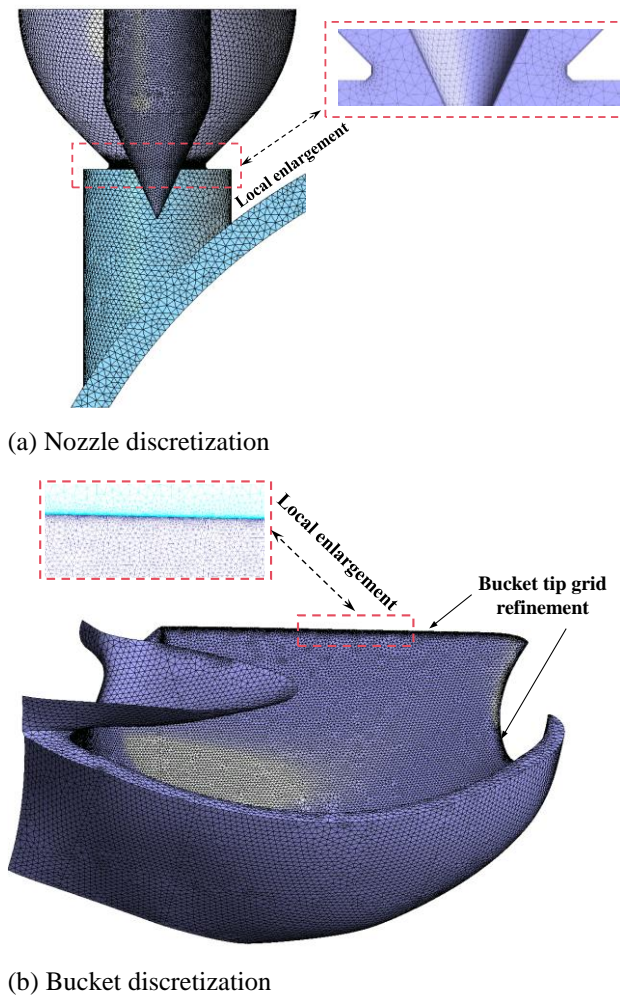 Local enlargement
(a) Nozzle discretization
Local enlargement
Bucket tip grid
refinement
(b) Bucket discretization